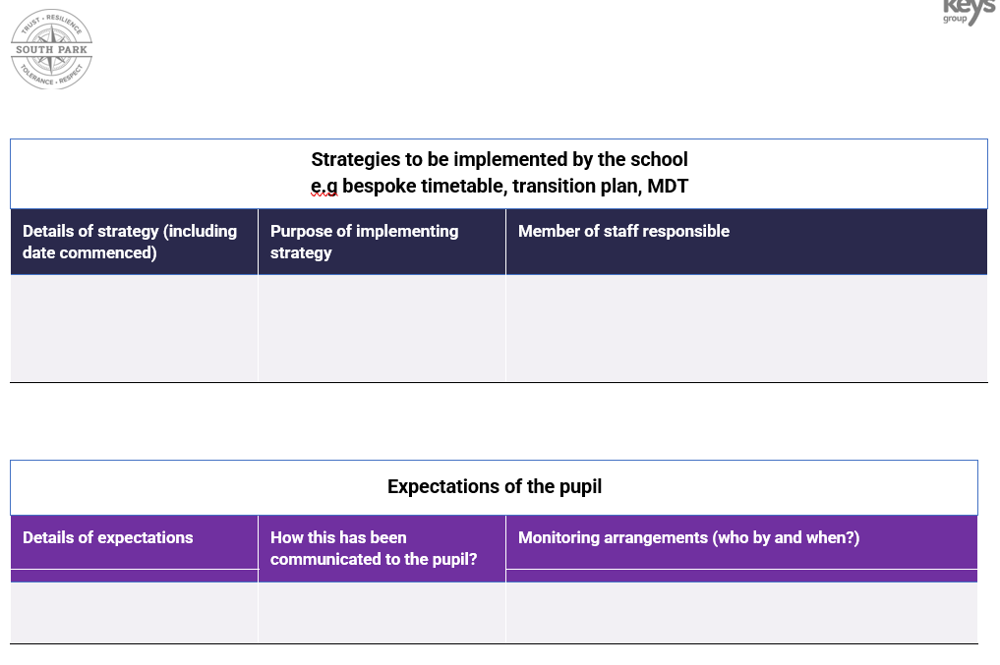 TRUST • RESILIENCE
SOUTH PARK
TOLERANCE • RESPECT
keys
group
Strategies to be implemented by the school
e.g bespoke timetable, transition plan, MDT
Details of strategy (including Purpose of implementing Member of staff responsible
date commenced) strategy
Expectations of the pupil
Details of expectations How this has been Monitoring arrangements (who by and when?)
communicated to the pupil?